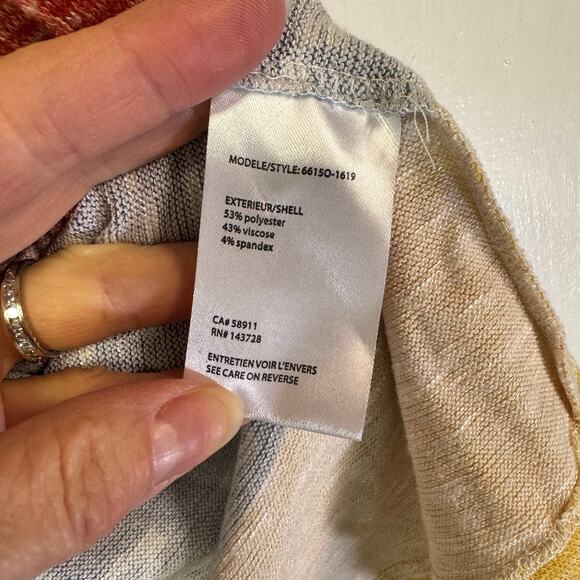 MODELE/STYLE: 6615O-1619
EXTERIEUR/SHELL
53% polyester
43% viscose
4% spandex
CA# 58911
RN# 143728
ENTRETIEN VOIR L'ENVERS
SEE CARE ON REVERSE